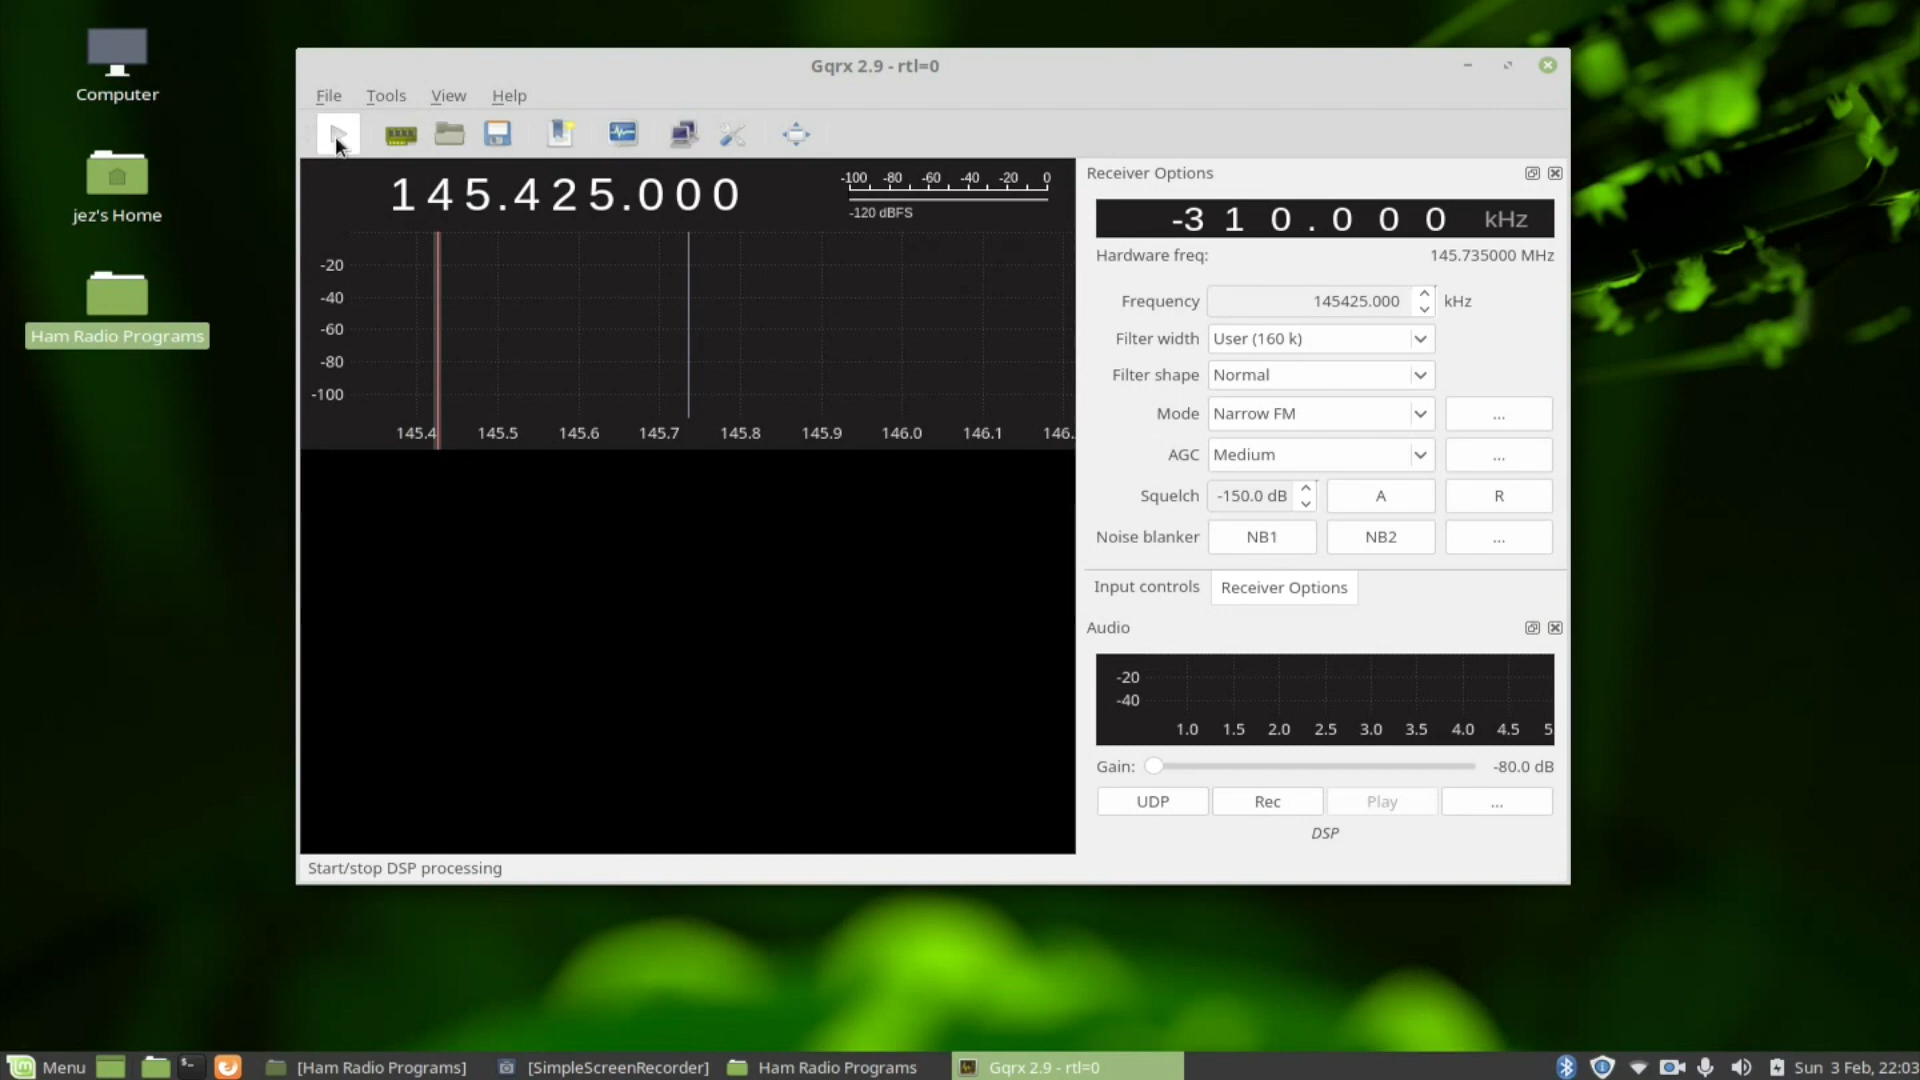 Computer
jez's Home
Ham Radio Programs
Gqrx 2.9 - rtl=0
File Tools View Help
145.425.000
-100 -80 -60 -40 -20 0
-120 dBFS
-20
-40
-60
-80
-100
145.4 145.5 145.6 145.7 145.8 145.9 146.0 146.1 146.
Start/stop DSP processing
Receiver Options
-310.000 kHz
Hardware freq: 145.735000 MHz
Frequency 145425.000 kHz
Filter width User (160 k)
Filter shape Normal
Mode Narrow FM ...
AGC Medium ...
Squelch -150.0 dB A R
Noise blanker NB1 NB2 ...
Input controls Receiver Options
Audio
-20
-40
1.0 1.5 2.0 2.5 3.0 3.5 4.0 4.5 5
Gain: -80.0 dB
UDP Rec Play ...
DSP
Menu [Ham Radio Programs] [SimpleScreenRecorder] Ham Radio Programs Gqrx 2.9 - rtl=0 Sun 3 Feb, 22:03